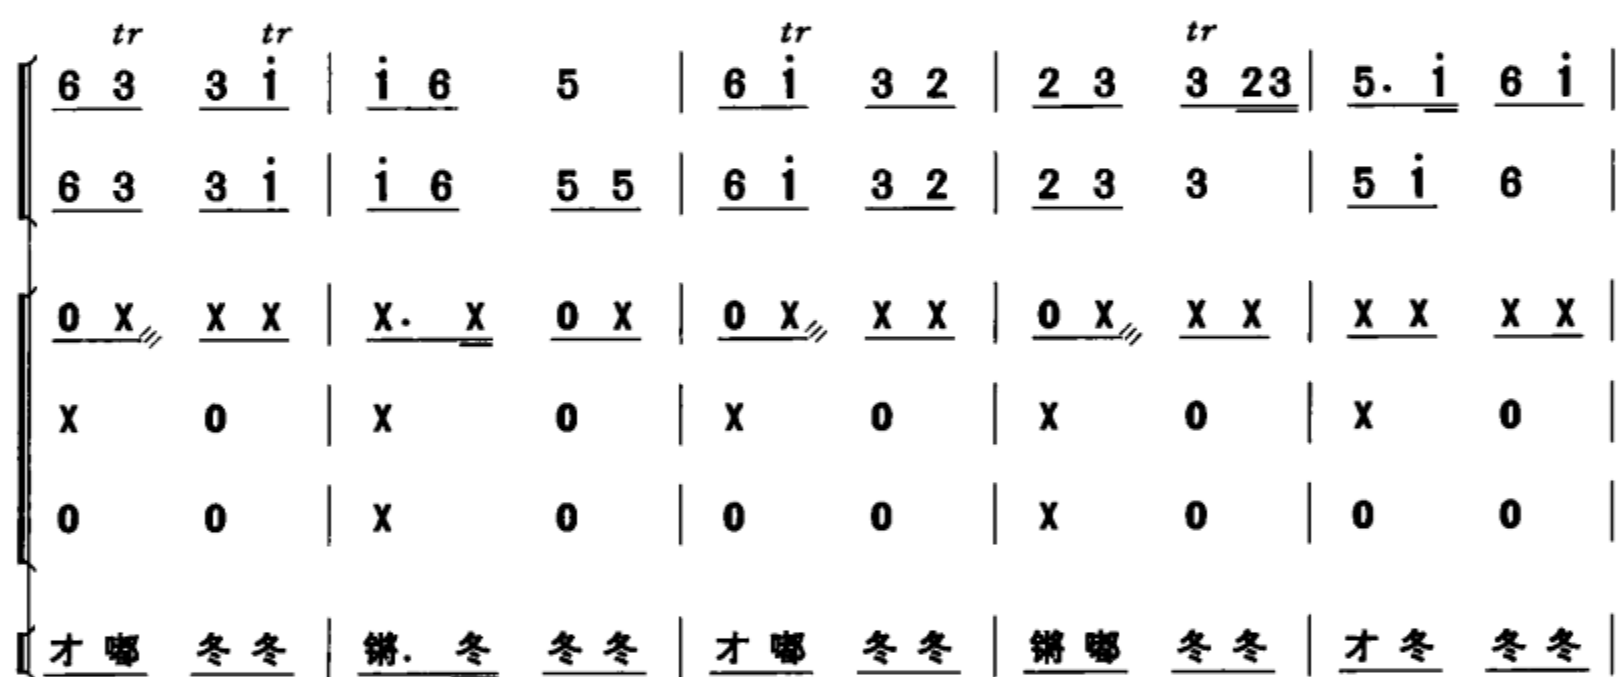 tr tr tr tr
6 3 3 i̇ | i̇ 6 5 | 6 i̇ 3 2 | 2 3 3 23 | 5. i̇ 6 i̇ |
6 3 3 i̇ | i̇ 6 5 5 | 6 i̇ 3 2 | 2 3 3 | 5 i̇ 6 |
0 X X X | X. X 0 X | 0 X X X | 0 X X X | X X X X |
X 0 | X 0 | X 0 | X 0 | X 0 |
0 0 | X 0 | 0 0 | X 0 | 0 0 |
才 嘟 冬 冬 | 锵. 冬 冬 冬 | 才 嘟 冬 冬 | 锵 嘟 冬 冬 | 才 冬 冬 冬 |